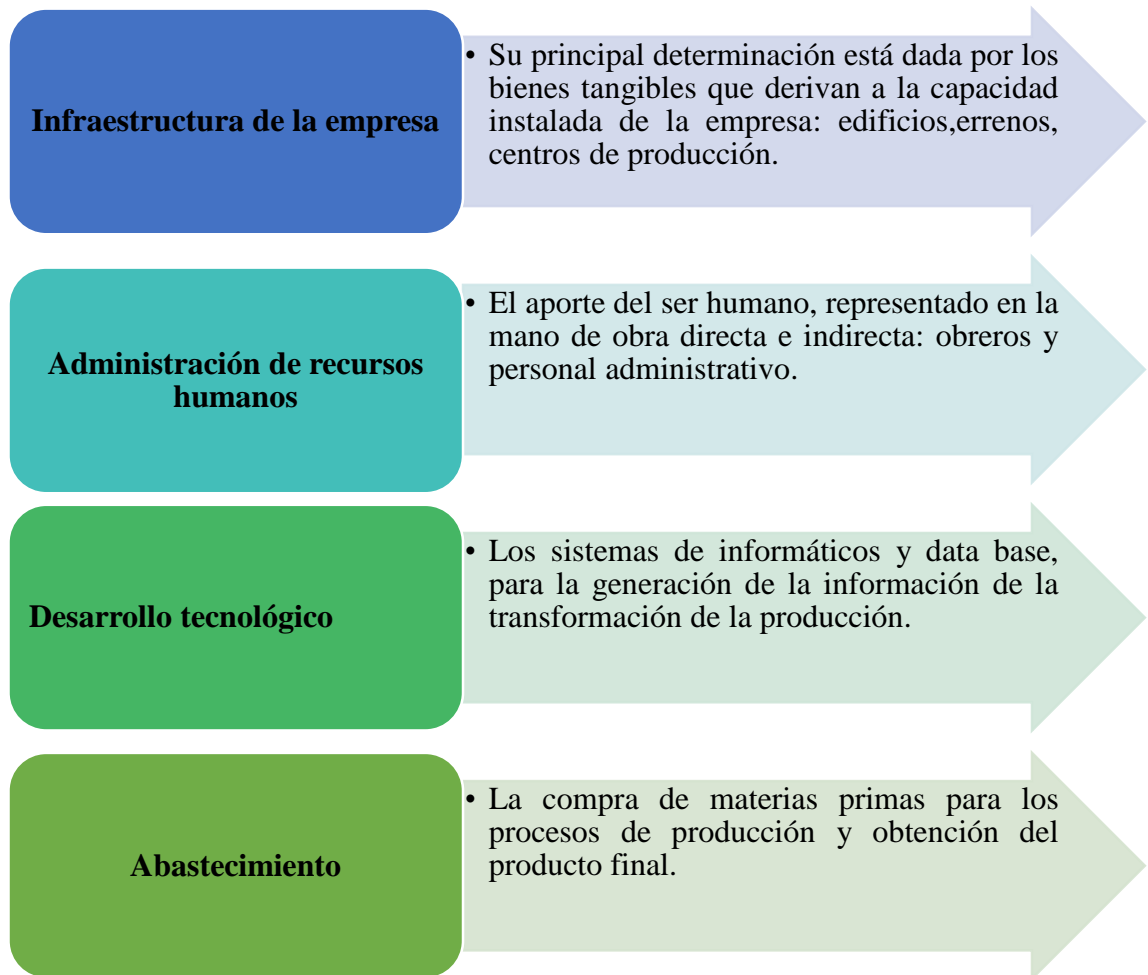 Infraestructura de la empresa
• Su principal determinación está dada por los
bienes tangibles que derivan a la capacidad
instalada de la empresa: edificios,errenos,
centros de producción.
Administración de recursos
humanos
• El aporte del ser humano, representado en la
mano de obra directa e indirecta: obreros y
personal administrativo.
Desarrollo tecnológico
• Los sistemas de informáticos y data base,
para la generación de la información de la
transformación de la producción.
Abastecimiento
• La compra de materias primas para los
procesos de producción y obtención del
producto final.